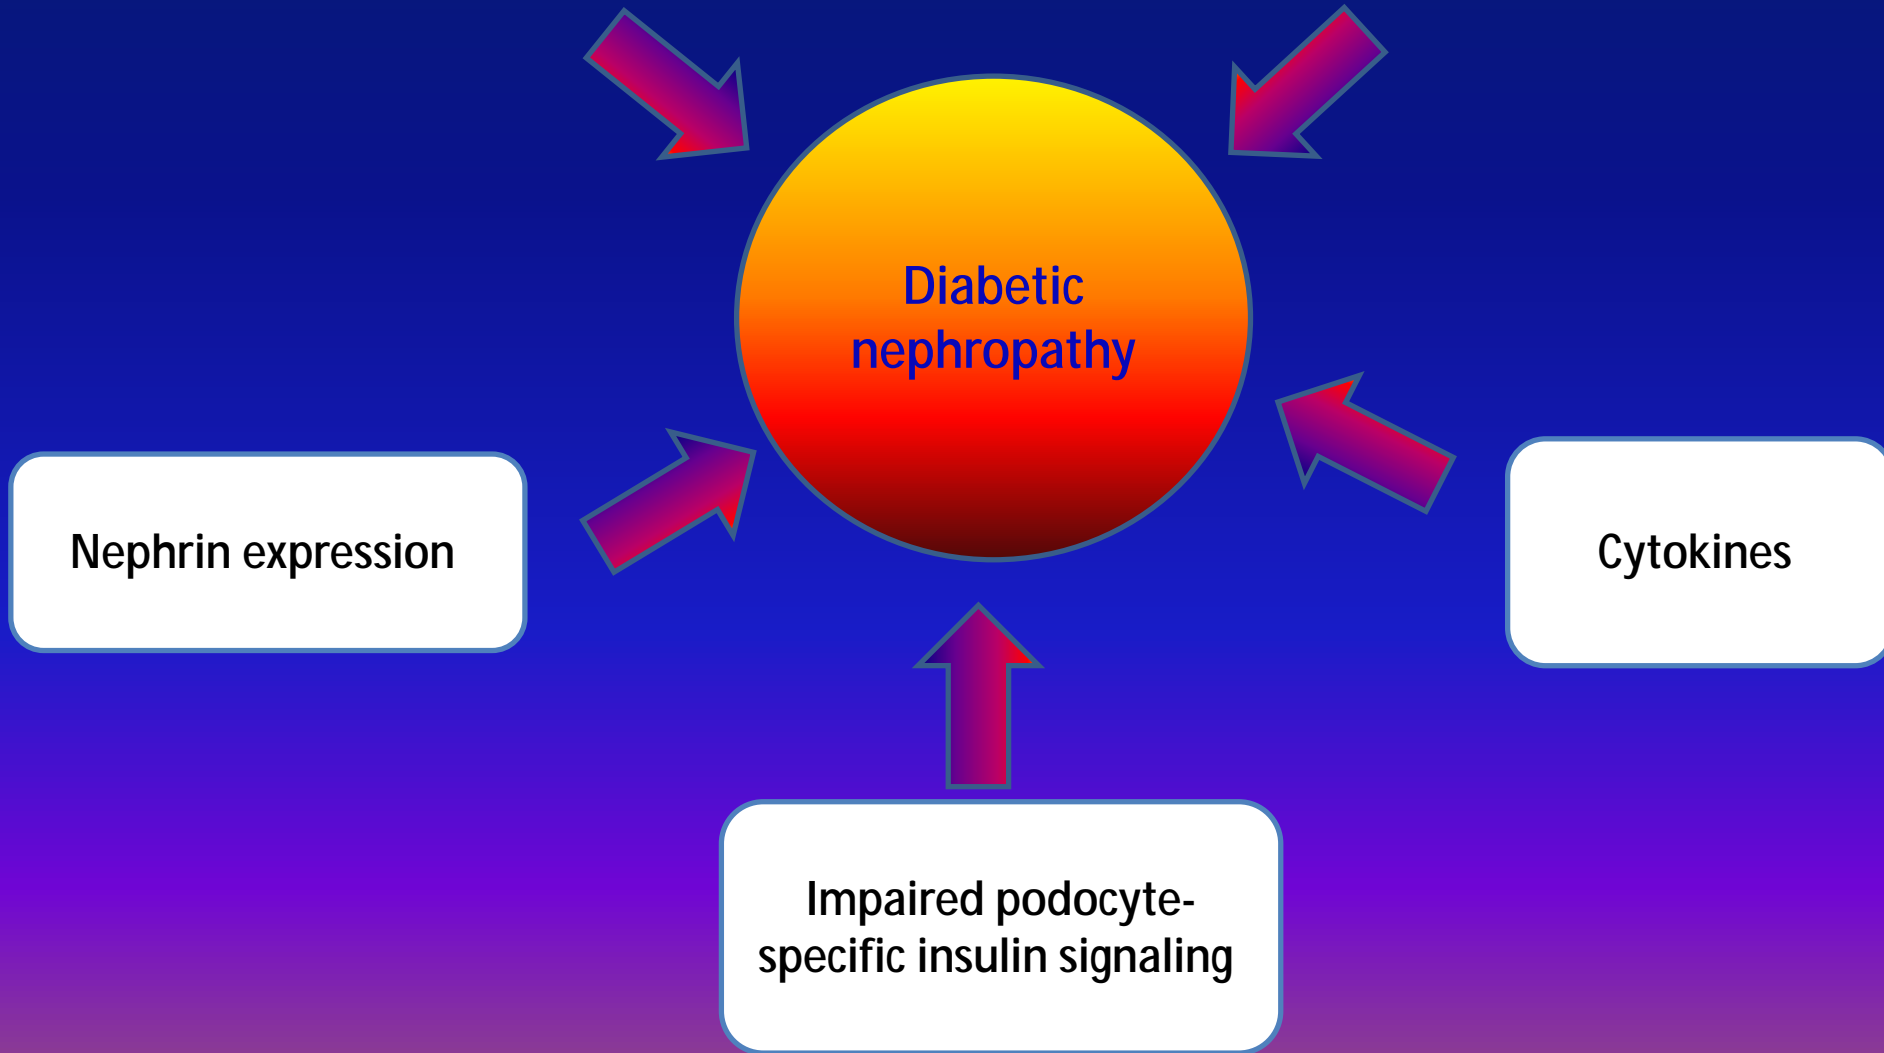 Diabetic
nephropathy
Nephrin expression
Cytokines
Impaired podocyte-
specific insulin signaling